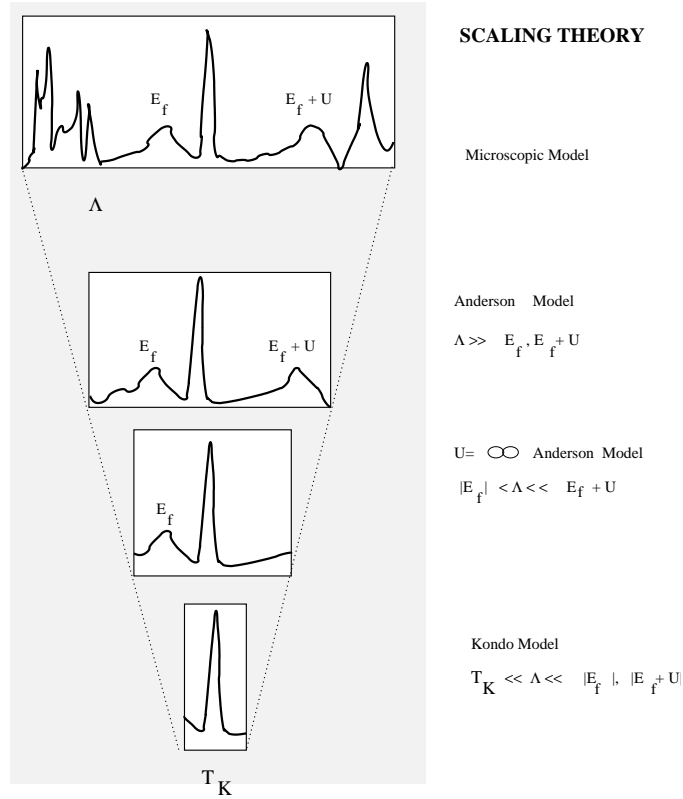 SCALING THEORY
E_f
E_f + U
Microscopic Model
Λ
Anderson Model
E_f
E_f + U
Λ >> E_f , E_f + U
U= ∞ Anderson Model
|E_f| < Λ << E_f + U
E_f
Kondo Model
T_K << Λ << |E_f |, |E_f + U|
T_K